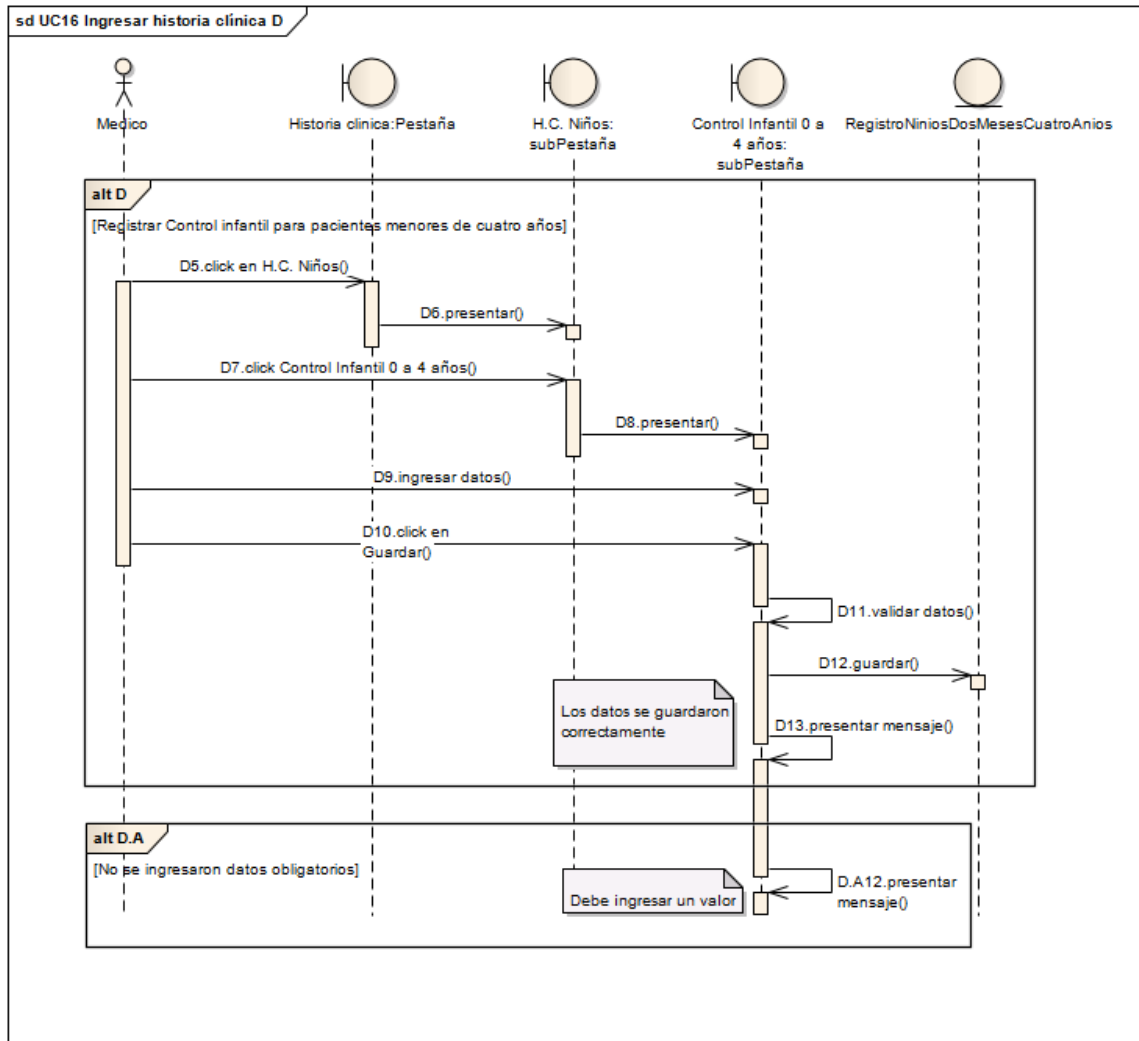 sd UC16 Ingresar historia clínica D
Medico
Historia clinica:Pestaña
H.C. Niños:
subPestaña
Control Infantil 0 a
4 años:
subPestaña
RegistroNiniosDosMesesCuatroAnios
alt D
[Registrar Control infantil para pacientes menores de cuatro años]
D5.click en H.C. Niños()
D6.presentar()
D7.click Control Infantil 0 a 4 años()
D8.presentar()
D9.ingresar datos()
D10.click en
Guardar()
D11.validar datos()
D12.guardar()
Los datos se guardaron
correctamente
D13.presentar mensaje()
alt D.A
[No se ingresaron datos obligatorios]
Debe ingresar un valor
D.A12.presentar
mensaje()